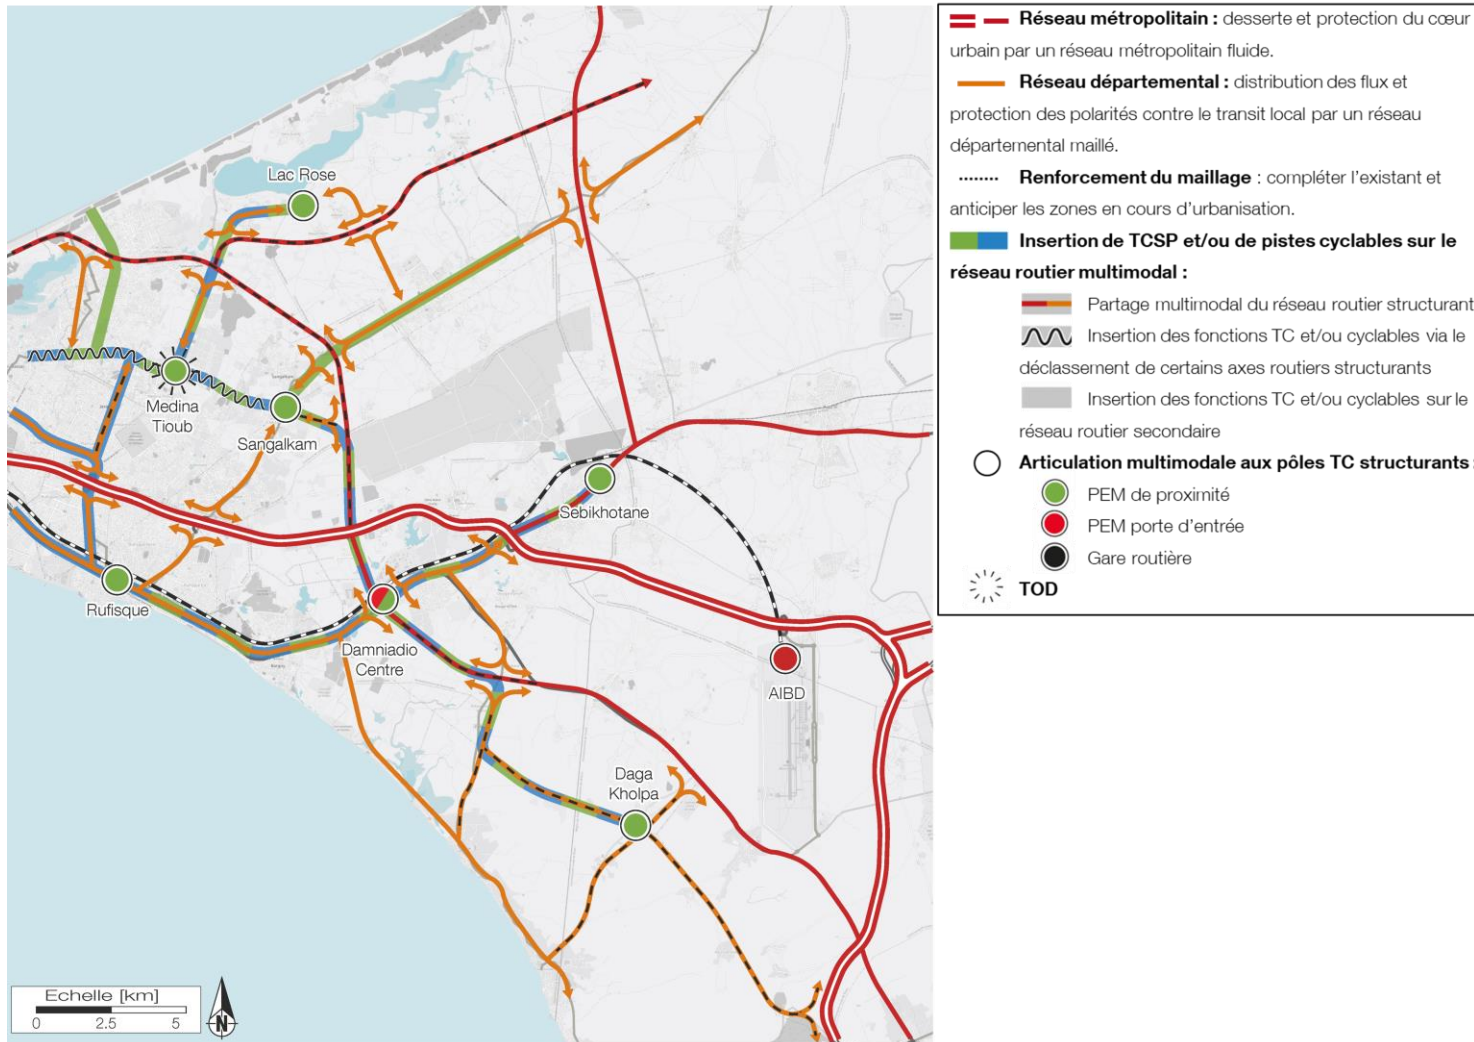 Lac Rose
Medina
Tioub
Sangalkam
Sebikhotane
Rufisque
Damniadio
Centre
AIBD
Daga
Kholpa
Echelle [km]
0 2.5 5
N
Réseau métropolitain : desserte et protection du cœur
urbain par un réseau métropolitain fluide.
Réseau départemental : distribution des flux et
protection des polarités contre le transit local par un réseau
départemental maillé.
Renforcement du maillage : compléter l'existant et
anticiper les zones en cours d'urbanisation.
Insertion de TCSP et/ou de pistes cyclables sur le
réseau routier multimodal :
Partage multimodal du réseau routier structurant
Insertion des fonctions TC et/ou cyclables via le
déclassement de certains axes routiers structurants
Insertion des fonctions TC et/ou cyclables sur le
réseau routier secondaire
Articulation multimodale aux pôles TC structurants :
PEM de proximité
PEM porte d'entrée
Gare routière
TOD